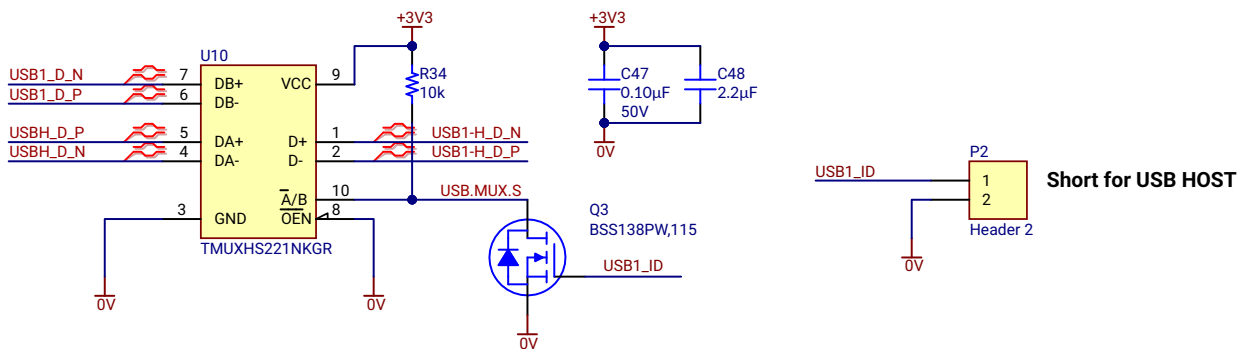 +3V3
+3V3
U10
USB1_D_N
7
DB+
VCC
9
R34
10k
C47
0.10µF
50V
C48
2.2µF
USB1_D_P
6
DB-
USBH_D_P
5
DA+
D+
1
USB1-H_D_N
0V
USBH_D_N
4
DA-
D-
2
USB1-H_D_P
P2
USB1_ID
1
2
Short for USB HOST
Header 2
0V
A/B
10
USB.MUX.S
3
GND
OEN
8
TMUXHS221NKGR
Q3
BSS138PW,115
USB1_ID
0V
0V
0V